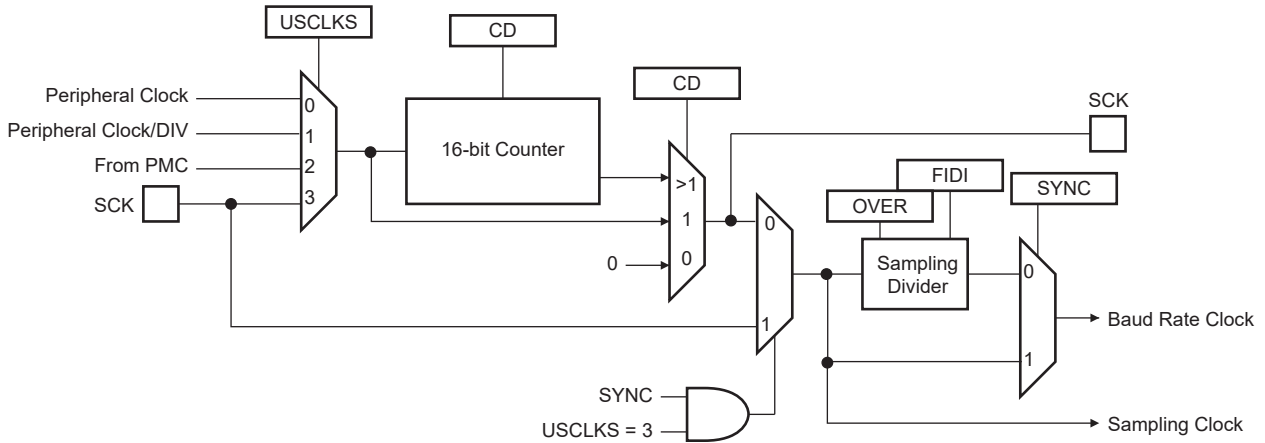 USCLKS
CD
CD
SCK
Peripheral Clock
0
Peripheral Clock/DIV
1
16-bit Counter
From PMC
2
FIDI
>1
SYNC
SCK
3
OVER
1
0
0
0
Sampling
Divider
0
1
Baud Rate Clock
1
SYNC
USCLKS = 3
Sampling Clock